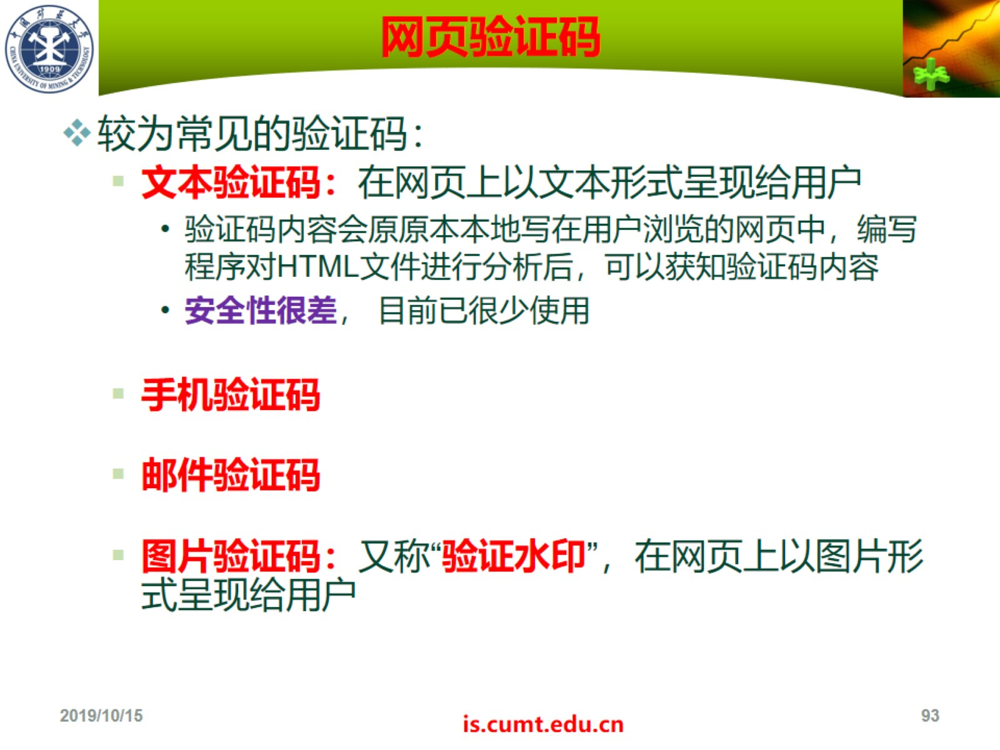 中国矿业大学
CHINA UNIVERSITY OF MINING & TECHNOLOGY
1909
网页验证码
较为常见的验证码：
文本验证码：在网页上以文本形式呈现给用户
• 验证码内容会原原本本地写在用户浏览的网页中，编写
程序对HTML文件进行分析后，可以获知验证码内容
• 安全性很差， 目前已很少使用
手机验证码
邮件验证码
图片验证码：又称“验证水印”，在网页上以图片形
式呈现给用户
2019/10/15
is.cumt.edu.cn
93